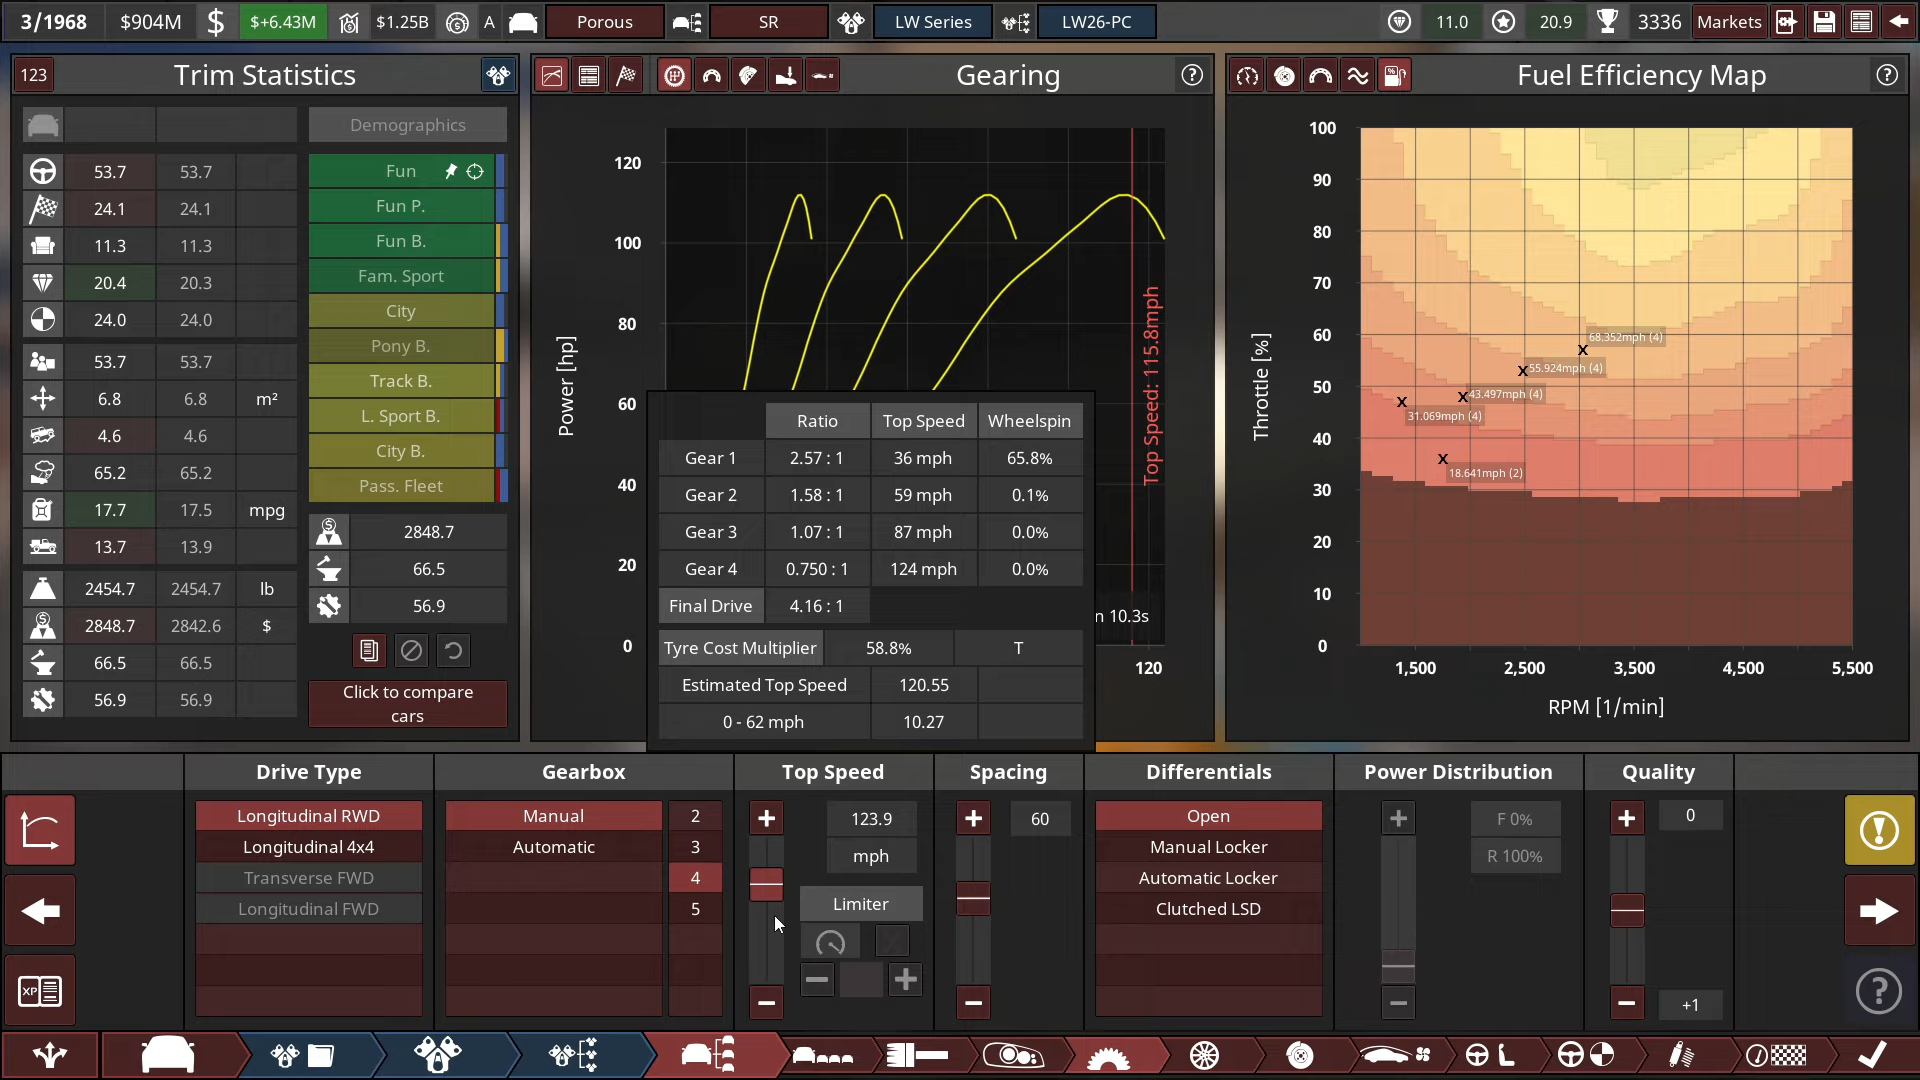 3/1968
$904M
$+6.43M
$1.25B
A
Porous
SR
LW Series
LW26-PC
11.0
20.9
3336
Markets
123
Trim Statistics
Demographics
53.7 53.7
24.1 24.1
11.3 11.3
20.4 20.3
24.0 24.0
53.7 53.7
6.8 6.8 m²
4.6 4.6
65.2 65.2
17.7 17.5 mpg
13.7 13.9
2454.7 2454.7 lb
2848.7 2842.6 $
66.5 66.5
56.9 56.9
Fun
Fun P.
Fun B.
Fam. Sport
City
Pony B.
Track B.
L. Sport B.
City B.
Pass. Fleet
2848.7
66.5
56.9
Click to compare
cars
Gearing
Power [hp]
120
100
80
60
40
20
0
Top Speed: 115.8mph
n 10.3s
120
Ratio Top Speed Wheelspin
Gear 1 2.57 : 1 36 mph 65.8%
Gear 2 1.58 : 1 59 mph 0.1%
Gear 3 1.07 : 1 87 mph 0.0%
Gear 4 0.750 : 1 124 mph 0.0%
Final Drive 4.16 : 1
Tyre Cost Multiplier 58.8% T
Estimated Top Speed 120.55
0 - 62 mph 10.27
Fuel Efficiency Map
Throttle [%]
100
90
80
70
60
50
40
30
20
10
0
68.352mph (4)
55.924mph (4)
43.497mph (4)
31.069mph (4)
18.641mph (2)
1,500 2,500 3,500 4,500 5,500
RPM [1/min]
Drive Type
Longitudinal RWD
Longitudinal 4x4
Transverse FWD
Longitudinal FWD
Gearbox
Manual
Automatic
2
3
4
5
Top Speed
123.9
mph
Limiter
Spacing
60
Differentials
Open
Manual Locker
Automatic Locker
Clutched LSD
Power Distribution
F 0%
R 100%
Quality
0
+1
XP